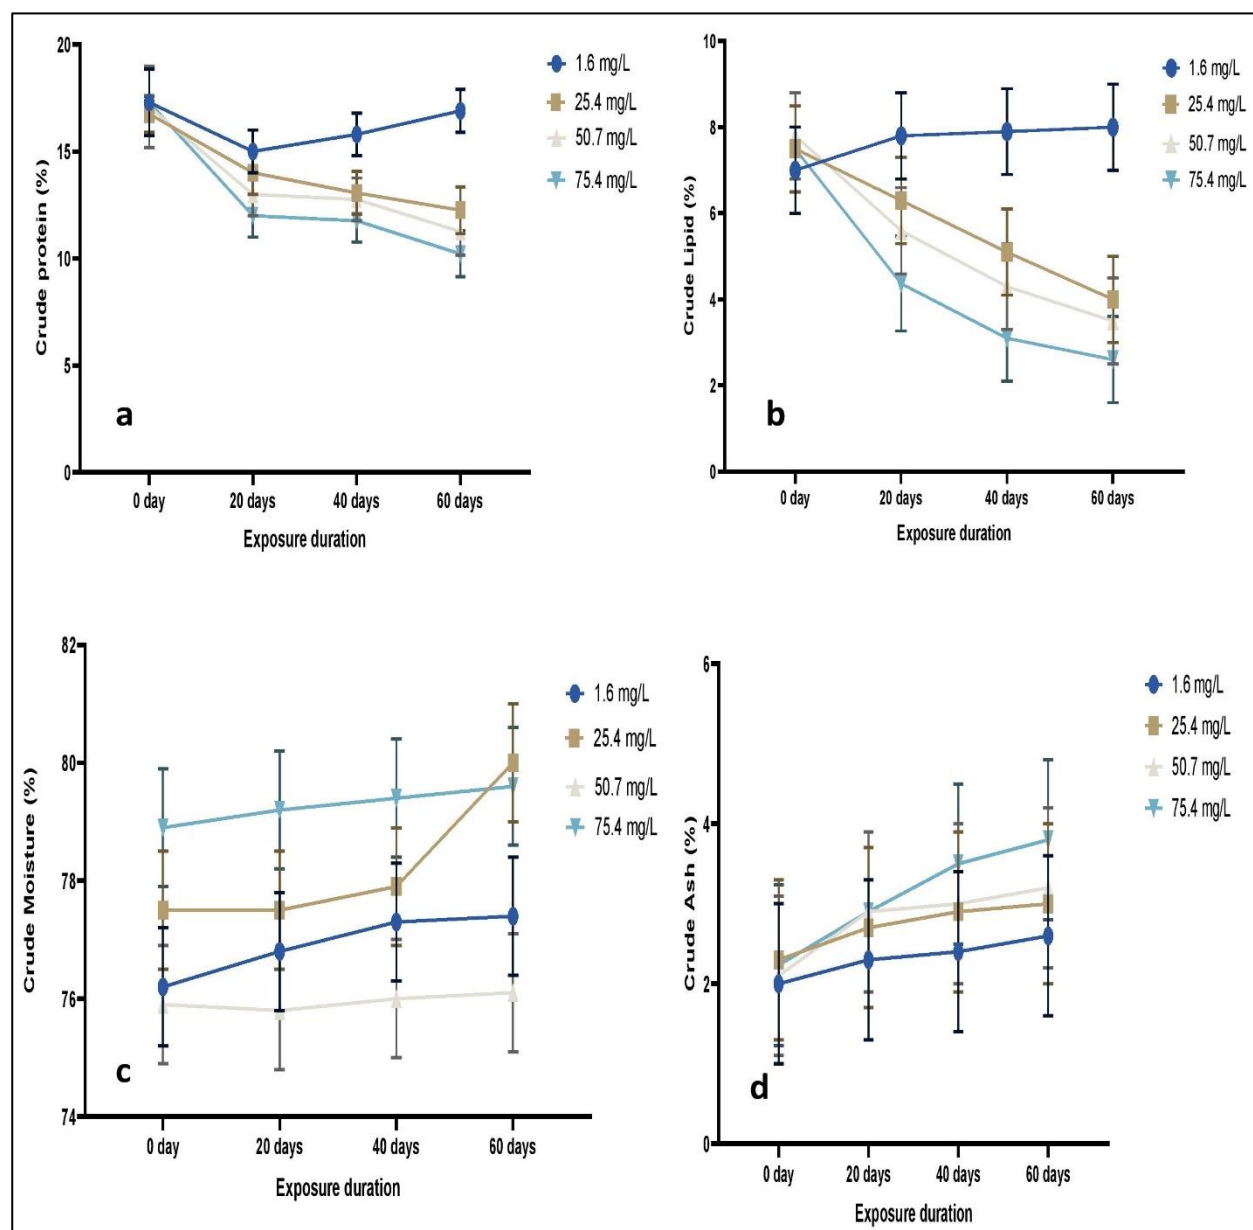 20
15
10
5
0
Crude protein (%)
a
0 day
20 days
40 days
60 days
Exposure duration
1.6 mg/L
25.4 mg/L
50.7 mg/L
75.4 mg/L
10
8
6
4
2
0
Crude Lipid (%)
b
0 day
20 days
40 days
60 days
Exposure duration
1.6 mg/L
25.4 mg/L
50.7 mg/L
75.4 mg/L
82
80
78
76
74
Crude Moisture (%)
c
0 day
20 days
40 days
60 days
Exposure duration
1.6 mg/L
25.4 mg/L
50.7 mg/L
75.4 mg/L
6
4
2
0
Crude Ash (%)
d
0 day
20 days
40 days
60 days
Exposure duration
1.6 mg/L
25.4 mg/L
50.7 mg/L
75.4 mg/L